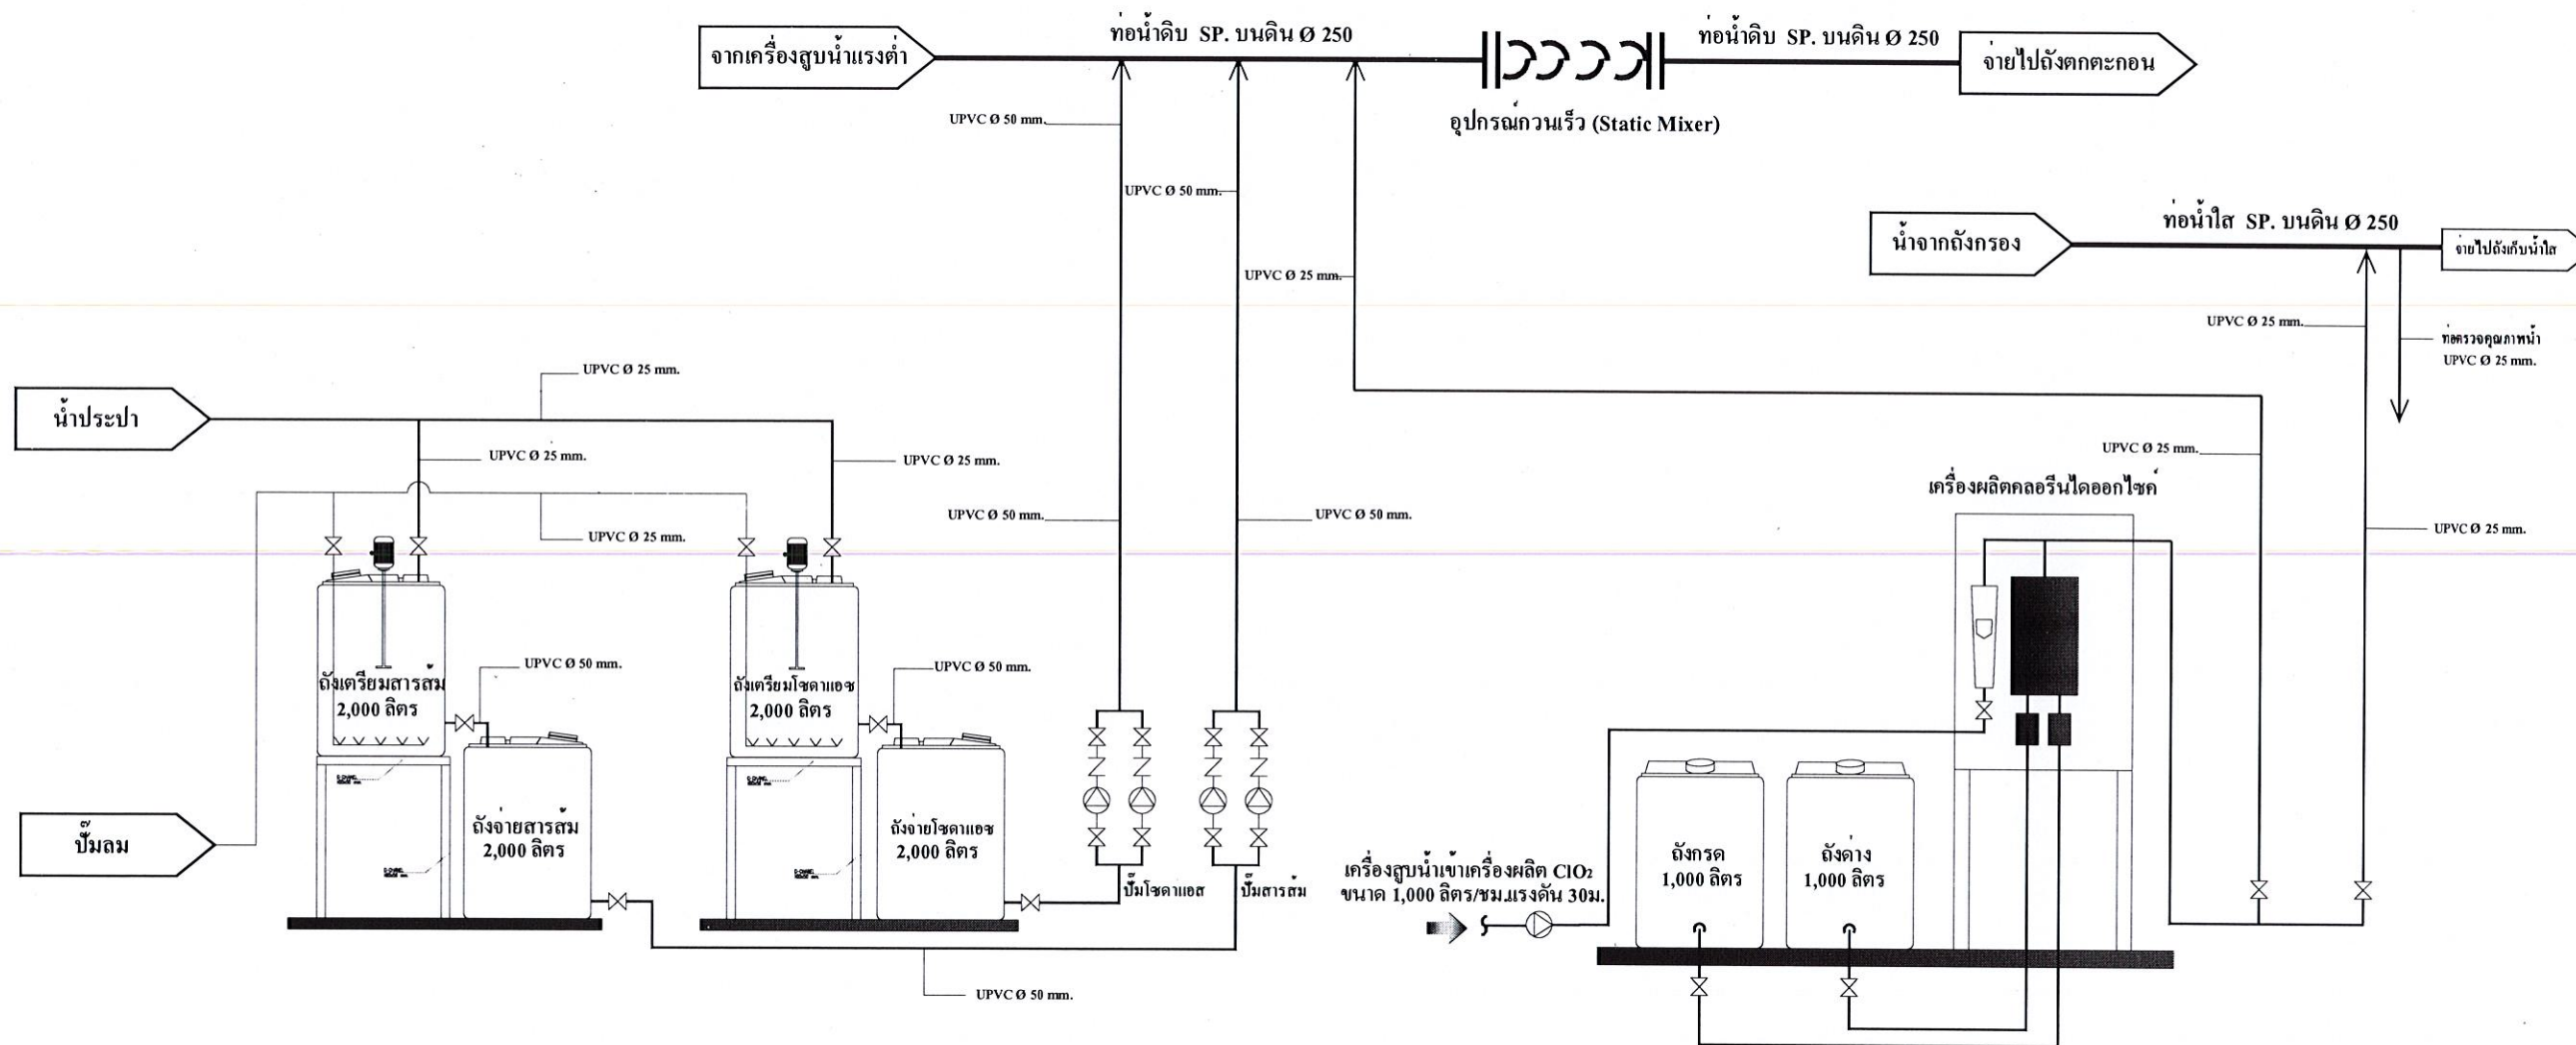 จากเครื่องสูบน้ำแรงต่ำ
ท่อน้ำดิบ SP. บนดิน Ø 250
ท่อน้ำดิบ SP. บนดิน Ø 250
จ่ายไปถังตกตะกอน
อุปกรณ์กวนเร็ว (Static Mixer)
UPVC Ø 50 mm.
UPVC Ø 50 mm.
UPVC Ø 25 mm.
น้ำจากถังกรอง
ท่อน้ำใส SP. บนดิน Ø 250
จ่ายไปถังเก็บน้ำใส
UPVC Ø 25 mm.
ท่อตรวจคุณภาพน้ำ
UPVC Ø 25 mm.
UPVC Ø 25 mm.
น้ำประปา
UPVC Ø 25 mm.
UPVC Ø 25 mm.
UPVC Ø 25 mm.
UPVC Ø 25 mm.
เครื่องผลิตคลอรีนไดออกไซค์
UPVC Ø 50 mm.
UPVC Ø 50 mm.
UPVC Ø 25 mm.
ถังเตรียมสารส้ม
2,000 ลิตร
UPVC Ø 50 mm.
ถังเตรียมโซดาแอซ
2,000 ลิตร
UPVC Ø 50 mm.
ปั๊มลม
ถังจ่ายสารส้ม
2,000 ลิตร
ถังจ่ายโซดาแอซ
2,000 ลิตร
ปั๊มโซดาแอส
ปั๊มสารส้ม
เครื่องสูบน้ำเข้าเครื่องผลิต ClO₂
ขนาด 1,000 ลิตร/ชม.แรงดัน 30ม.
ถังกรด
1,000 ลิตร
ถังด่าง
1,000 ลิตร
UPVC Ø 50 mm.